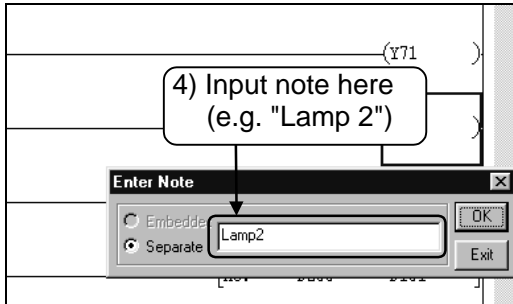 (Y71 )
4) Input note here
(e.g. "Lamp 2")
)
Enter Note
Embedded
Separate
Lamp2
OK
Exit